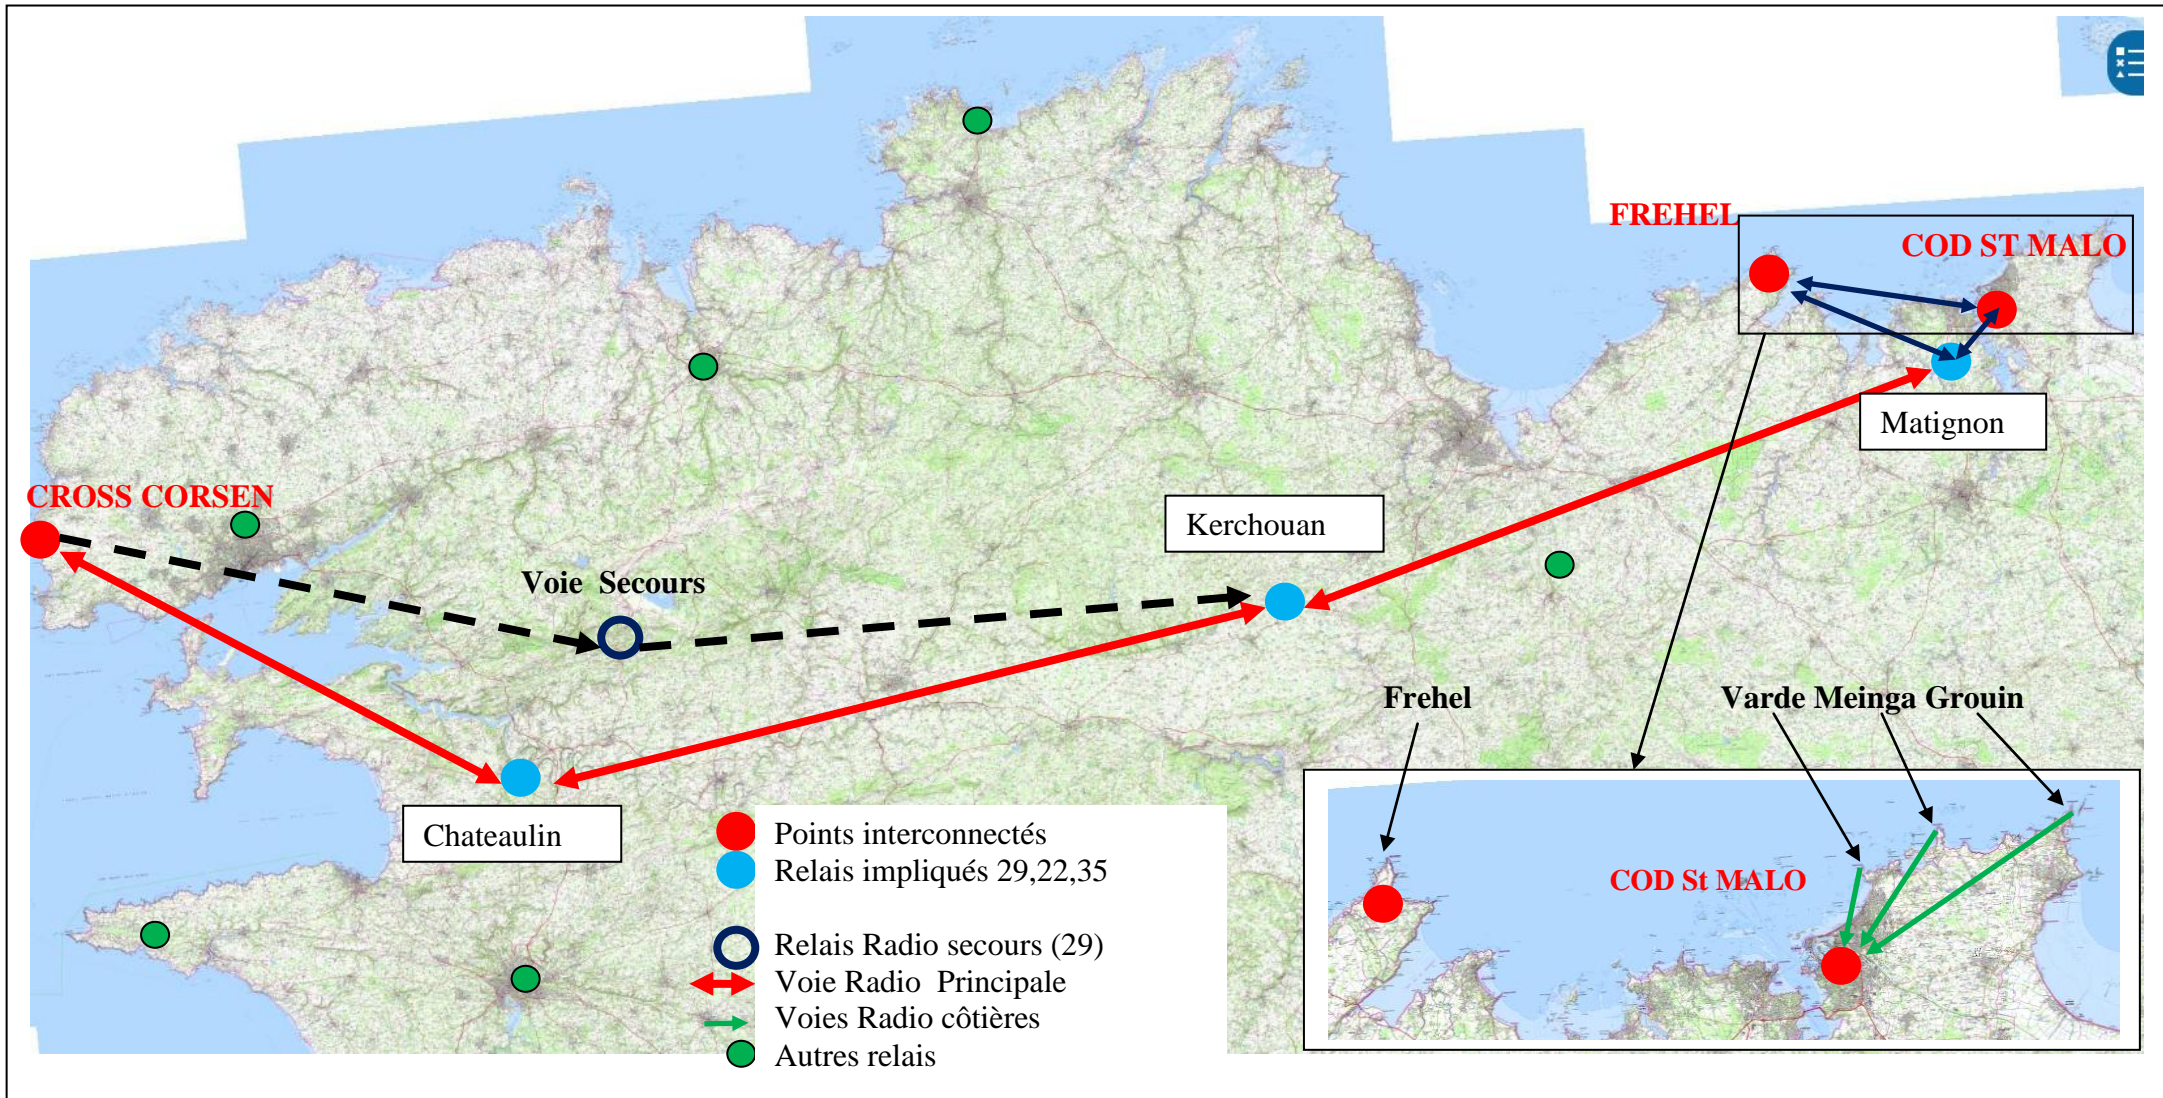 FREHEL
COD ST MALO
Matignon
CROSS CORSEN
Kerchouan
Voie Secours
Frehel
Varde Meinga Grouin
Chateaulin
COD St MALO
Points interconnectés
Relais impliqués 29,22,35
Relais Radio secours (29)
Voie Radio Principale
Voies Radio côtières
Autres relais